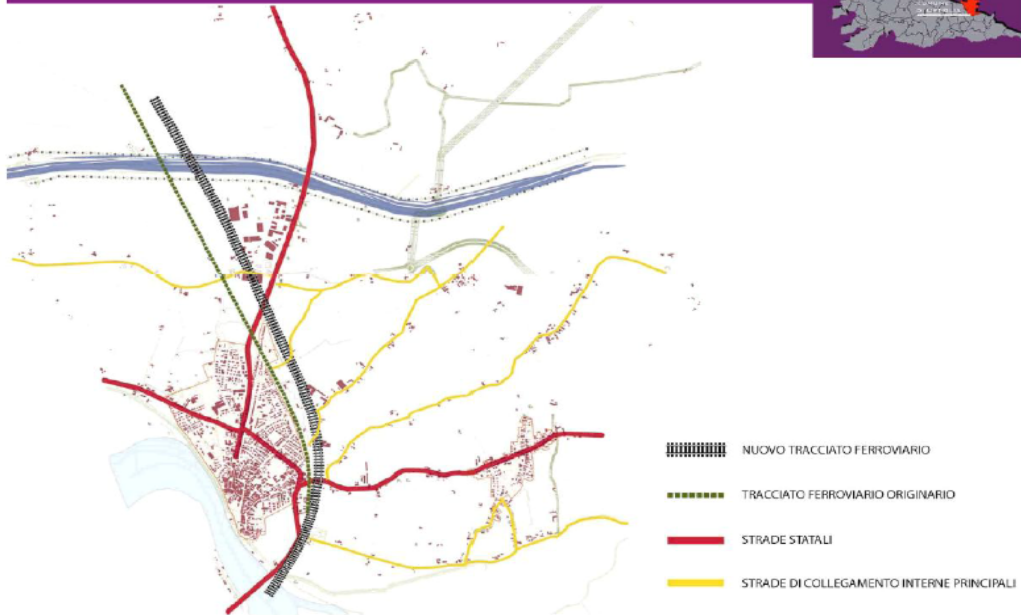 NUOVO TRACCIATO FERROVIARIO
TRACCIATO FERROVIARIO ORIGINARIO
STRADE STATALI
STRADE DI COLLEGAMENTO INTERNE PRINCIPALI